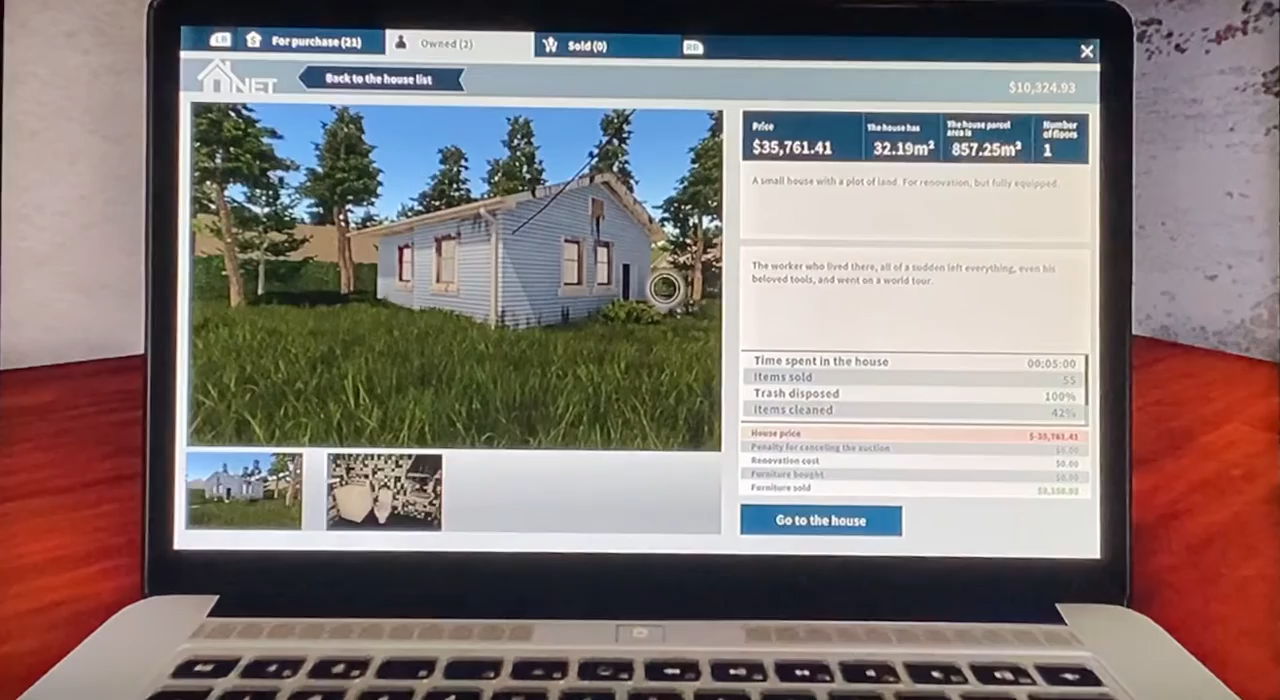 LB
For purchase (21)
Owned (2)
Sold (0)
RB
NET
Back to the house list
$10,324.93
Price
$35,761.41
The house has
32.19m²
The house parcel
area is
857.25m²
Number
of floors
1
A small house with a plot of land. For renovation, but fully equipped.
The worker who lived there, all of a sudden left everything, even his
beloved tools, and went on a world tour.
Time spent in the house 00:05:00
Items sold 55
Trash disposed 100%
Items cleaned 42%
House price $-35,761.41
Penalty for canceling the auction $0.00
Renovation cost $0.00
Furniture bought $0.00
Furniture sold
Go to the house